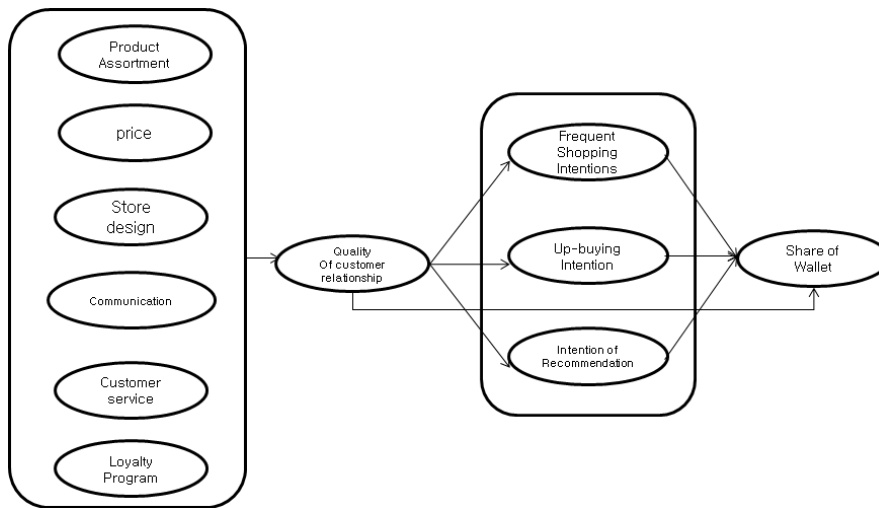 Product
Assortment
price
Store
design
Communication
Customer
service
Loyalty
Program
Quality
Of customer
relationship
Frequent
Shopping
Intentions
Up-buying
Intention
Intention of
Recommendation
Share of
Wallet